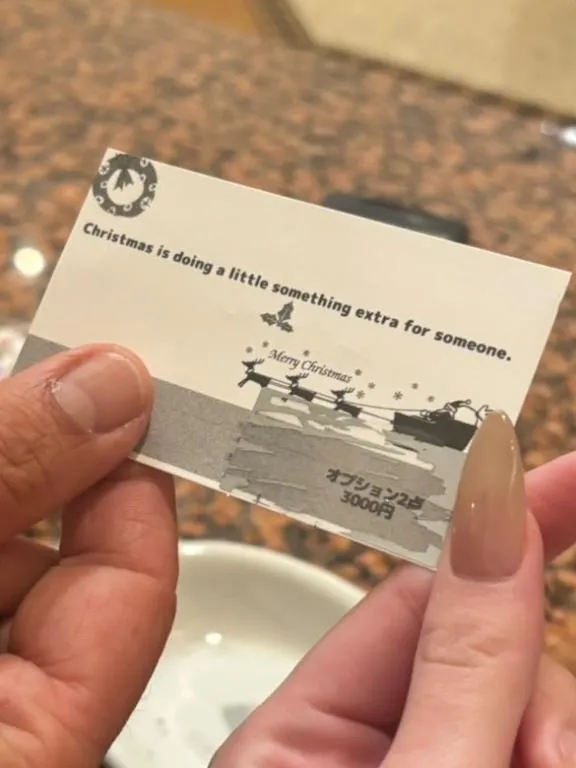 Christmas is doing a little something extra for someone.
Merry Christmas
オプション2点
3000円